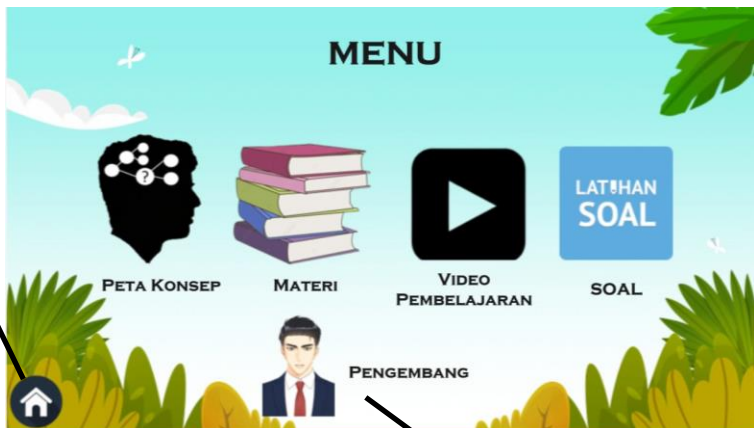 MENU
LATIHAN
SOAL
PETA KONSEP
MATERI
VIDEO
PEMBELAJARAN
SOAL
PENGEMBANG